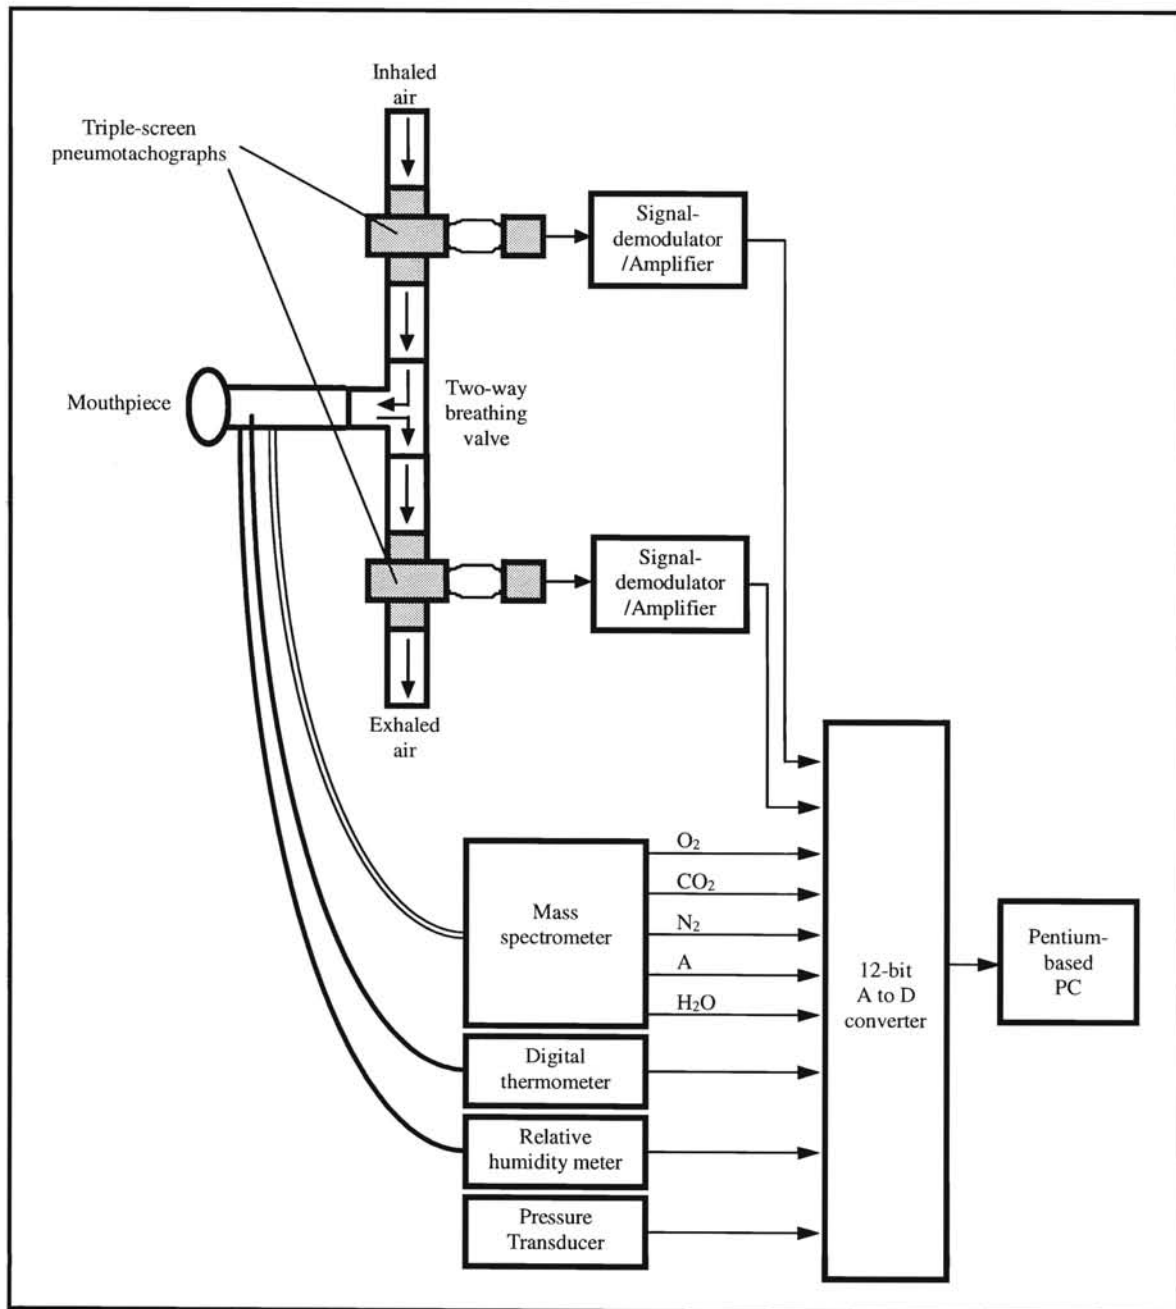 Inhaled
air
Triple-screen
pneumotachographs
Signal-
demodulator
/Amplifier
Mouthpiece
Two-way
breathing
valve
Signal-
demodulator
/Amplifier
Exhaled
air
Mass
spectrometer
O₂
CO₂
N₂
A
H₂O
12-bit
A to D
converter
Pentium-
based
PC
Digital
thermometer
Relative
humidity meter
Pressure
Transducer